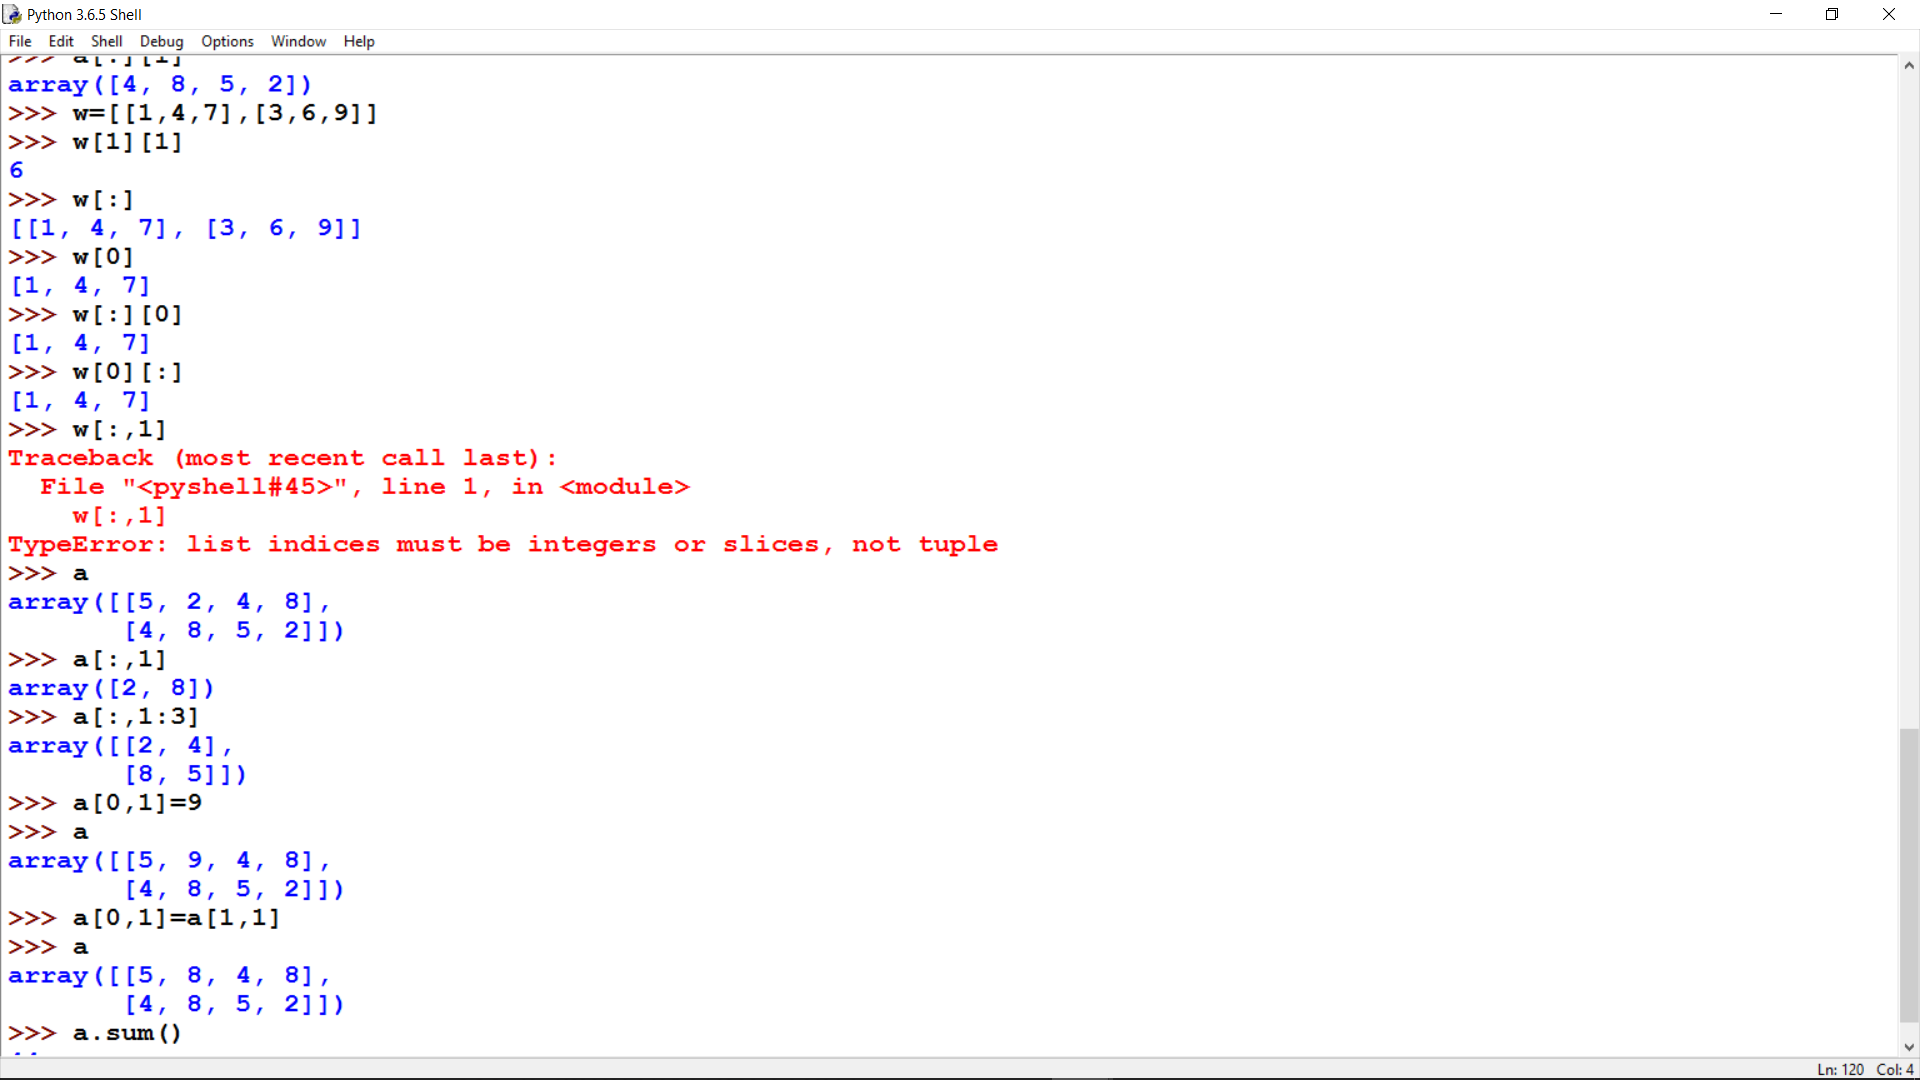 Python 3.6.5 Shell
File Edit Shell Debug Options Window Help
>>> a[:][1]
array([4, 8, 5, 2])
>>> w=[[1,4,7],[3,6,9]]
>>> w[1][1]
6
>>> w[:]
[[1, 4, 7], [3, 6, 9]]
>>> w[0]
[1, 4, 7]
>>> w[:][0]
[1, 4, 7]
>>> w[0][:]
[1, 4, 7]
>>> w[:,1]
Traceback (most recent call last):
  File "<pyshell#45>", line 1, in <module>
    w[:,1]
TypeError: list indices must be integers or slices, not tuple
>>> a
array([[5, 2, 4, 8],
       [4, 8, 5, 2]])
>>> a[:,1]
array([2, 8])
>>> a[:,1:3]
array([[2, 4],
       [8, 5]])
>>> a[0,1]=9
>>> a
array([[5, 9, 4, 8],
       [4, 8, 5, 2]])
>>> a[0,1]=a[1,1]
>>> a
array([[5, 8, 4, 8],
       [4, 8, 5, 2]])
>>> a.sum()
Ln: 120 Col: 4